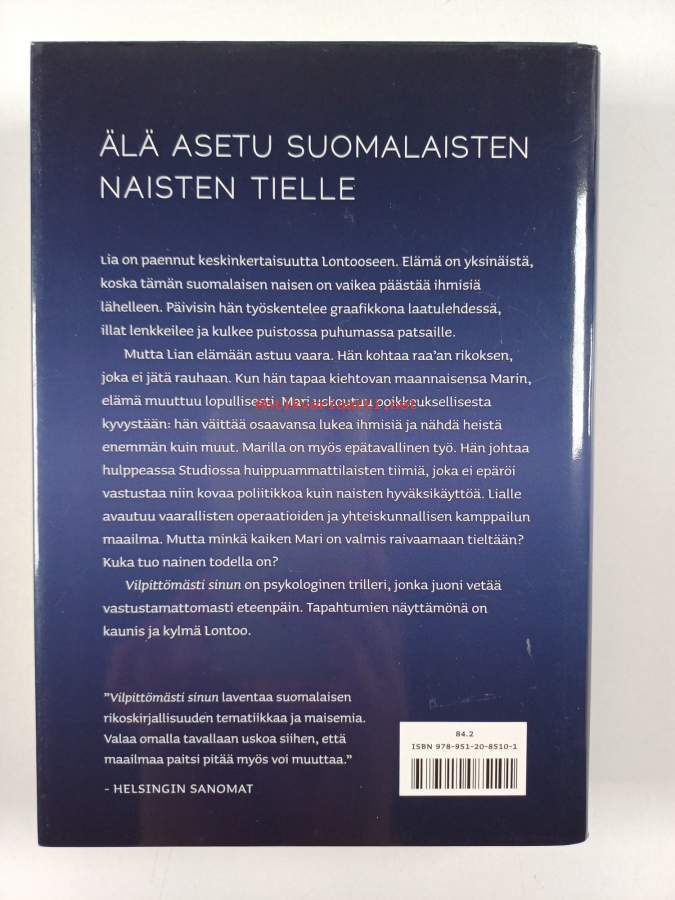 ÄLÄ ASETU SUOMALAISTEN
NAISTEN TIELLE
Lia on paennut keskinkertaisuutta Lontooseen. Elämä on yksinäistä,
koska tämän suomalaisen naisen on vaikea päästää ihmisiä
lähelleen. Päivisin hän työskentelee graafikkona laatulehdessä,
illat lenkkeilee ja kulkee puistossa puhumassa patsaille.
Mutta Lian elämään astuu vaara. Hän kohtaa raa'an rikoksen,
joka ei jätä rauhaan. Kun hän tapaa kiehtovan maannaisensa Marin,
elämä muuttuu lopullisesti. Mari uskoutuu poikkeuksellisesta
kyvystään: hän väittää osaavansa lukea ihmisiä ja nähdä heistä
enemmän kuin muut. Marilla on myös epätavallinen työ. Hän johtaa
hulppeassa Studiossa huippuammattilaisten tiimiä, joka ei epäröi
vastustaa niin kovaa poliitikkoa kuin naisten hyväksikäyttöä. Lialle
avautuu vaarallisten operaatioiden ja yhteiskunnallisen kamppailun
maailma. Mutta minkä kaiken Mari on valmis raivaamaan tieltään?
Kuka tuo nainen todella on?
Vilpittömästi sinun on psykologinen trilleri, jonka juoni vetää
vastustamattomasti eteenpäin. Tapahtumien näyttämönä on
kaunis ja kylmä Lontoo.
"Vilpittömästi sinun laventaa suomalaisen
rikoskirjallisuuden tematiikkaa ja maisemia.
Valaa omalla tavallaan uskoa siihen, että
maailmaa paitsi pitää myös voi muuttaa."
- HELSINGIN SANOMAT
84.2
ISBN 978-951-20-8510-1